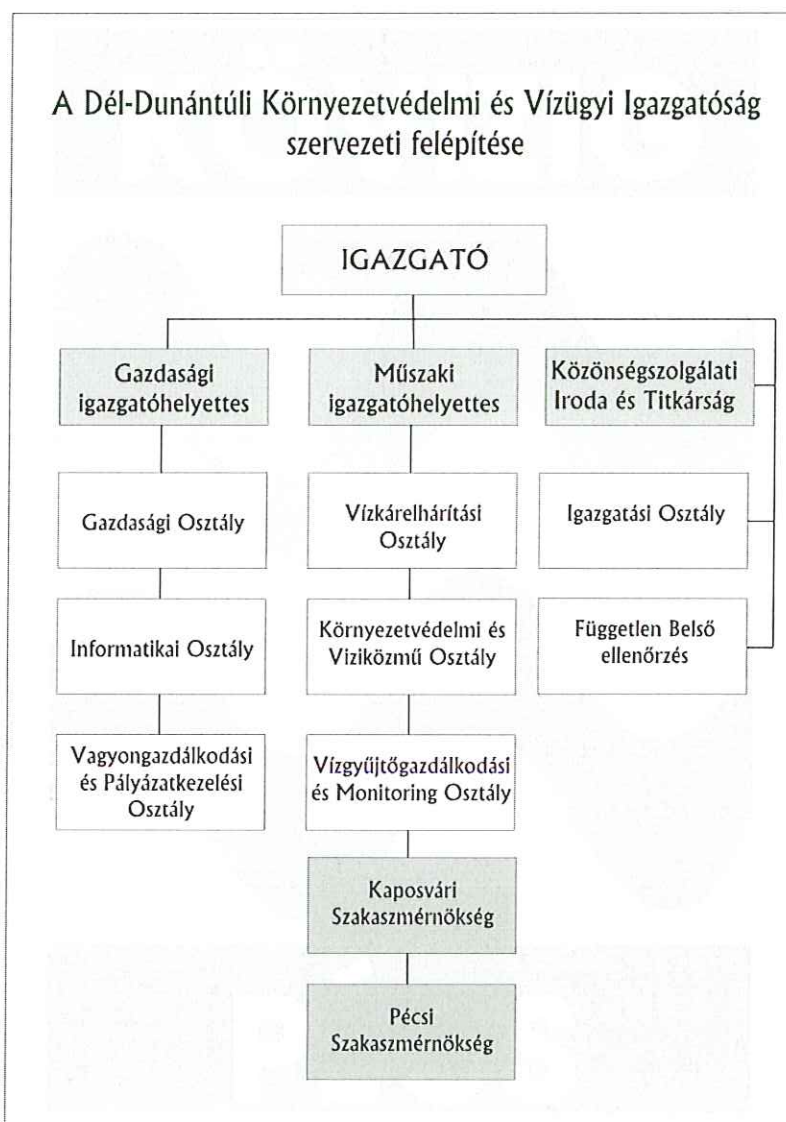 A Dél-Dunántúli Környezetvédelmi és Vízügyi Igazgatóság
szervezeti felépítése
IGAZGATÓ
Gazdasági
igazgatóhelyettes
Műszaki
igazgatóhelyettes
Közönségszolgálati
Iroda és Titkárság
Gazdasági Osztály
Vízkárelhárítási
Osztály
Igazgatási Osztály
Informatikai Osztály
Környezetvédelmi és
Viziközmű Osztály
Független Belső
ellenőrzés
Vagyongazdálkodási
és Pályázatkezelési
Osztály
Vízgyűjtőgazdálkodási
és Monitoring Osztály
Kaposvári
Szakaszmérnökség
Pécsi
Szakaszmérnökség